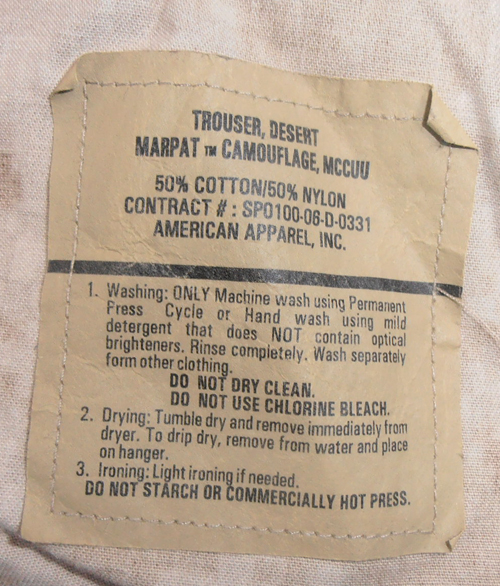 TROUSER, DESERT
MARPAT TM CAMOUFLAGE, MCCUU
50% COTTON/50% NYLON
CONTRACT # : SP0100-06-D-0331
AMERICAN APPAREL, INC.
1. Washing: ONLY Machine wash using Permanent
Press Cycle or Hand wash using mild
detergent that does NOT contain optical
brighteners. Rinse completely. Wash separately
form other clothing.
DO NOT DRY CLEAN.
DO NOT USE CHLORINE BLEACH.
2. Drying: Tumble dry and remove immediately from
dryer. To drip dry, remove from water and place
on hanger.
3. Ironing: Light ironing if needed.
DO NOT STARCH OR COMMERCIALLY HOT PRESS.